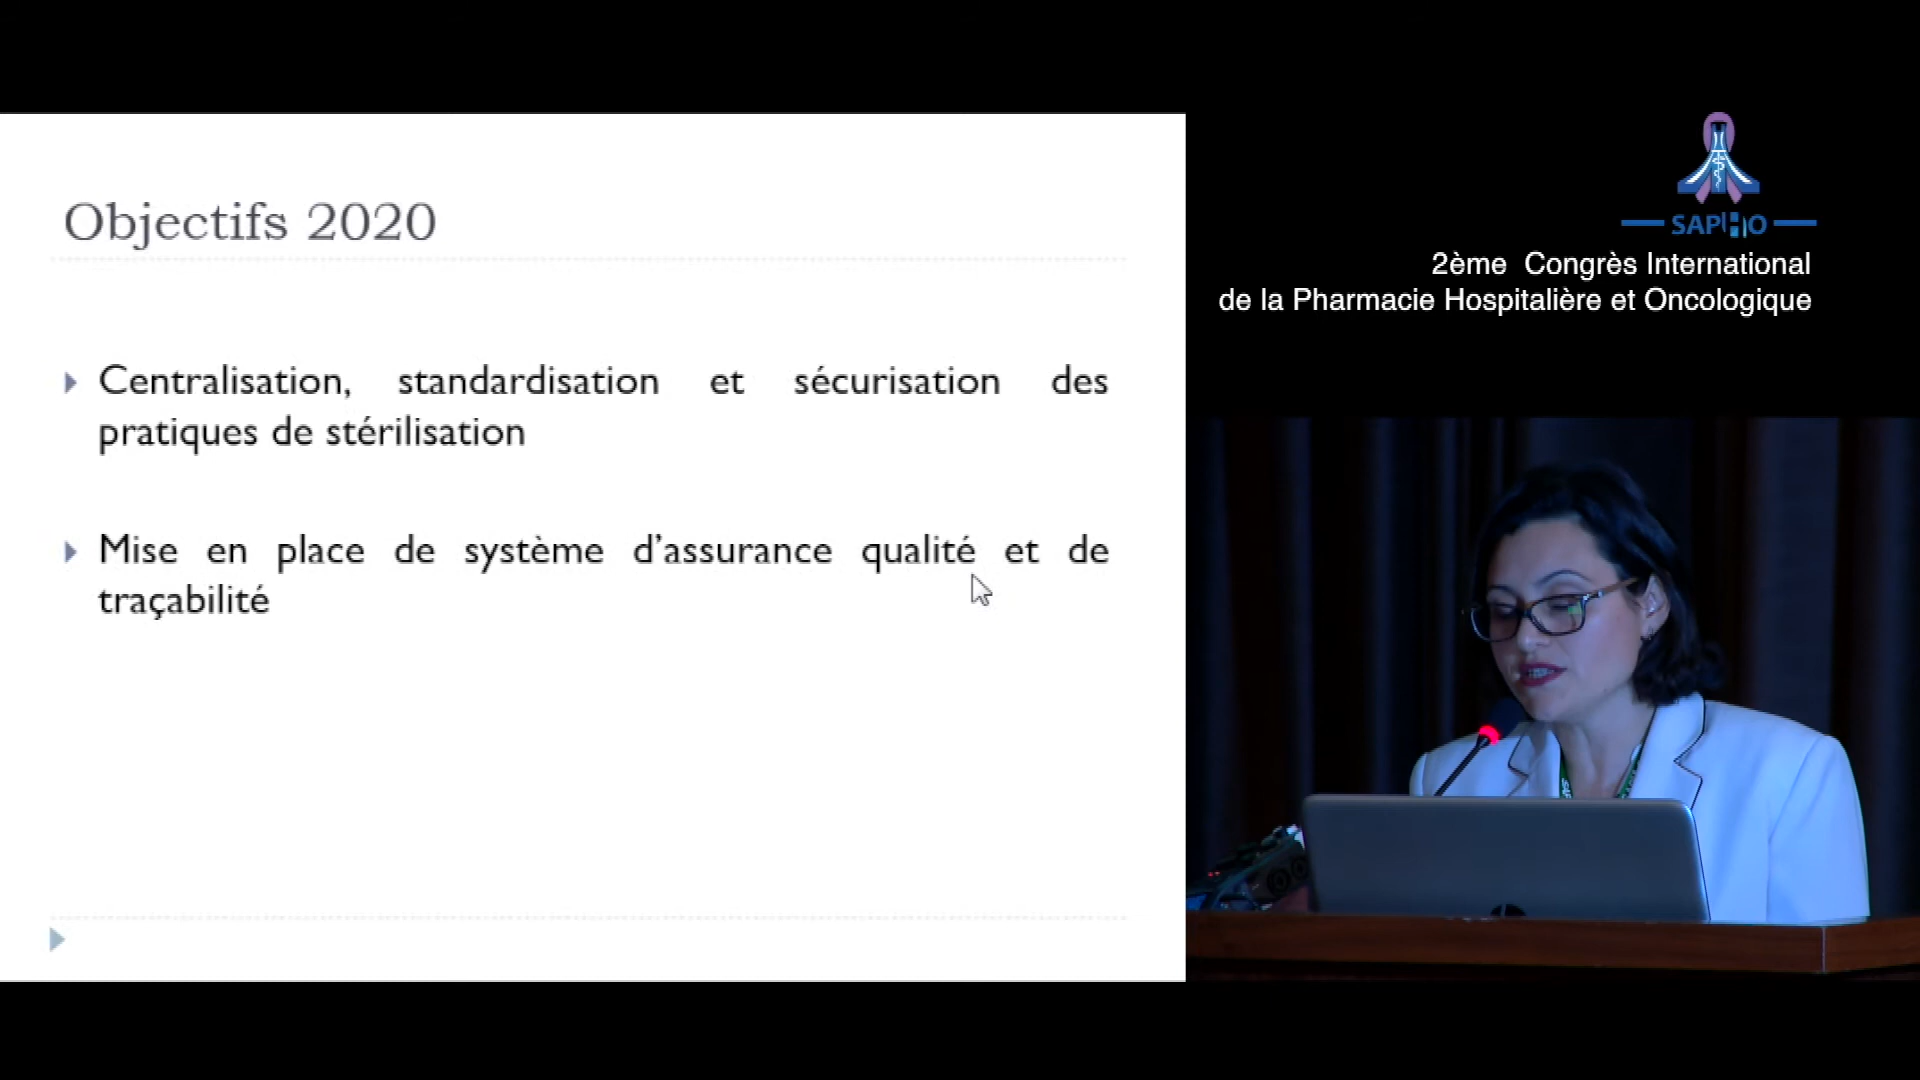 Objectifs 2020
Centralisation, standardisation et sécurisation des
pratiques de stérilisation
Mise en place de système d'assurance qualité et de
traçabilité
SAPHO
2ème Congrès International
de la Pharmacie Hospitalière et Oncologique